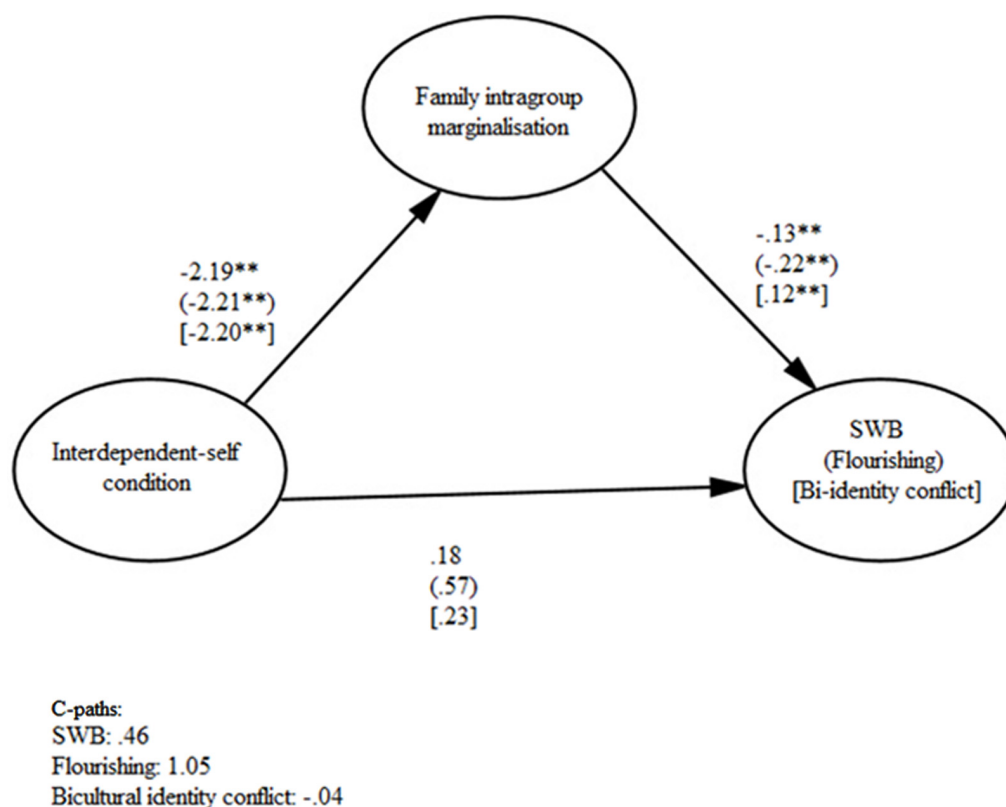 Family intragroup
marginalisation
-2.19**
(-2.21**)
[-2.20**]
-.13**
(-.22**)
[.12**]
Interdependent-self
condition
SWB
(Flourishing)
[Bi-identity conflict]
.18
(.57)
[.23]
C-paths:
SWB: .46
Flourishing: 1.05
Bicultural identity conflict: -.04